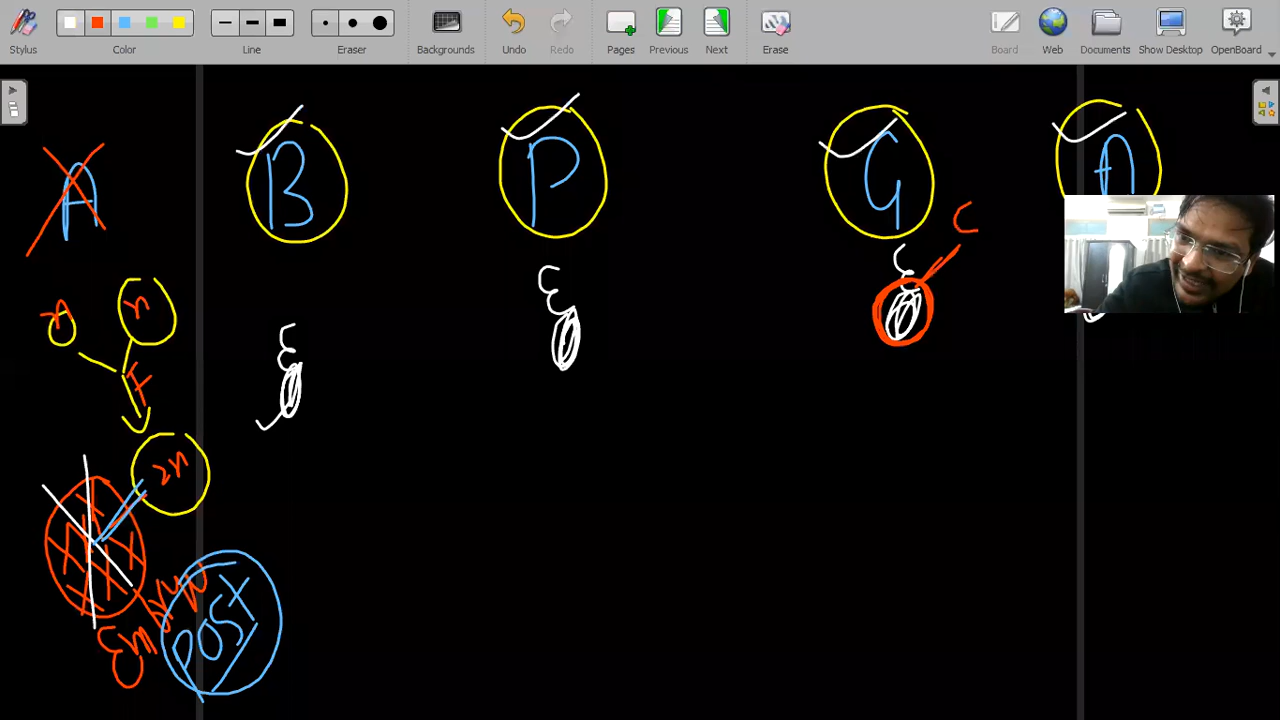 Stylus
Color
Line
Eraser
Backgrounds
Undo
Redo
Pages
Previous
Next
Erase
Board
Web
Documents
Show Desktop
OpenBoard
A
B
P
G
A
C
n
n
F
2n
POST